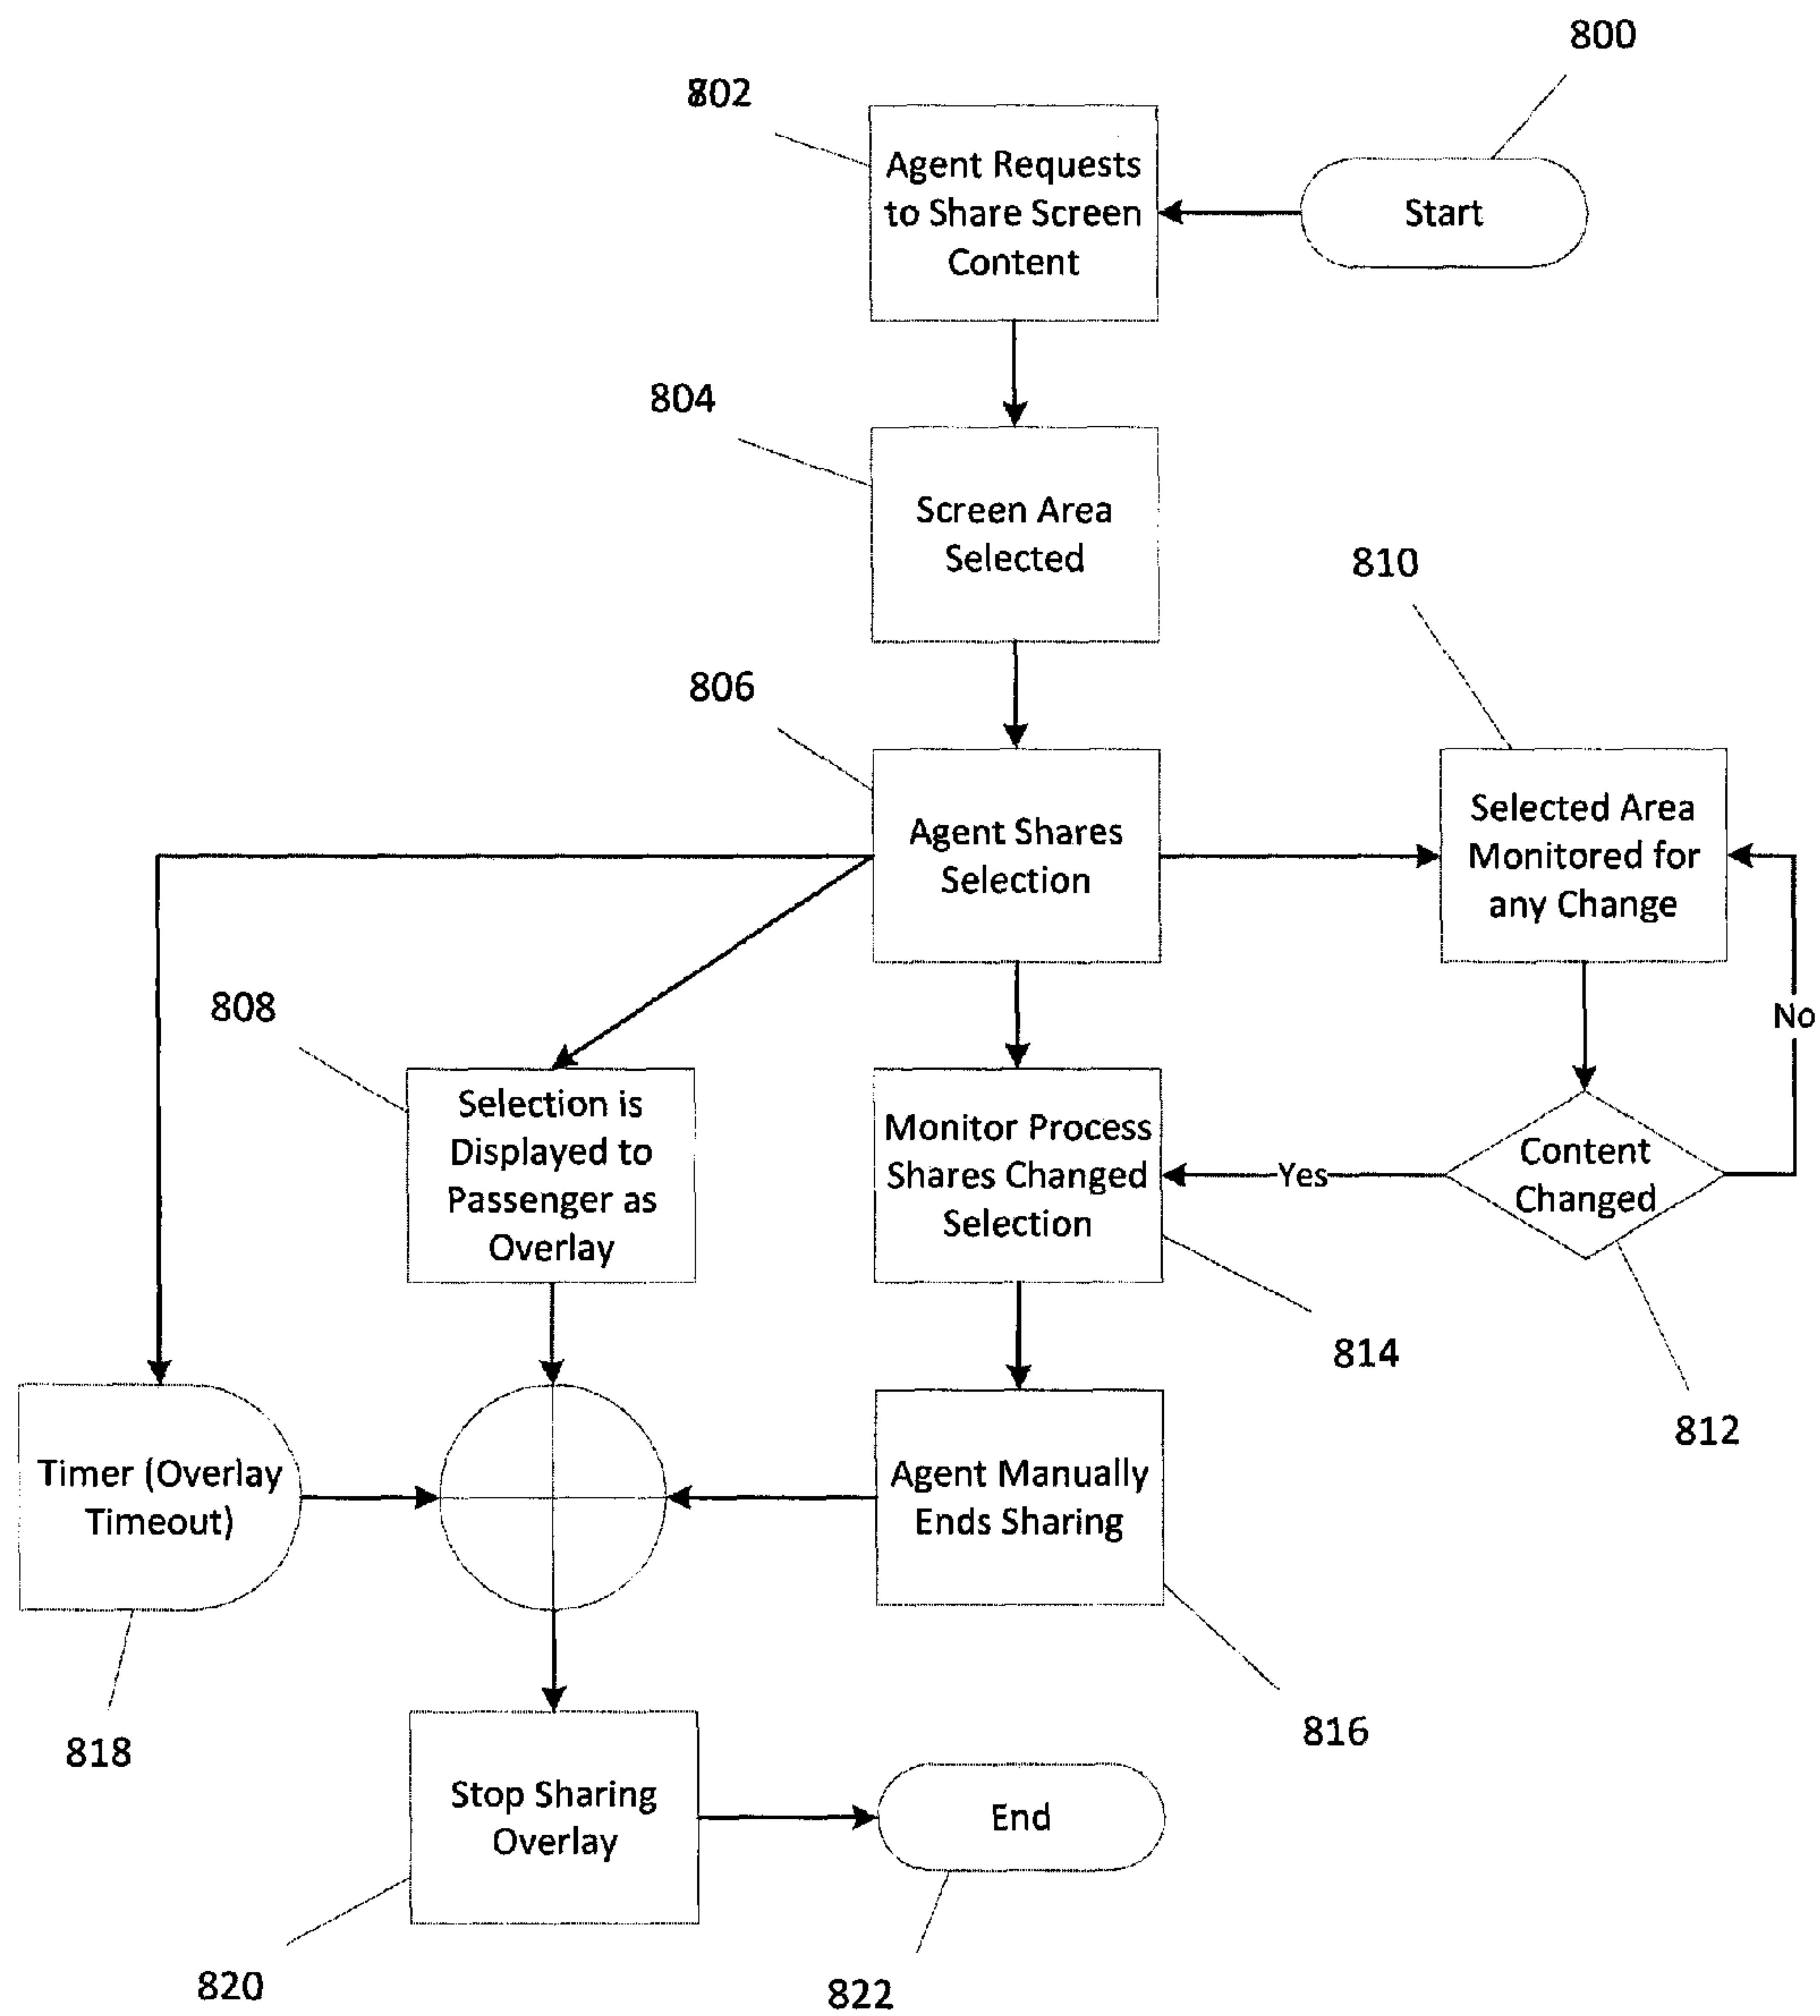 800
802
Agent Requests
to Share Screen
Content
Start
804
Screen Area
Selected
810
806
Agent Shares
Selection
Selected Area
Monitored for
any Change
No
808
Selection is
Displayed to
Passenger as
Overlay
Monitor Process
Shares Changed
Selection
Yes
Content
Changed
814
812
Timer (Overlay
Timeout)
Agent Manually
Ends Sharing
818
816
Stop Sharing
Overlay
End
820
822